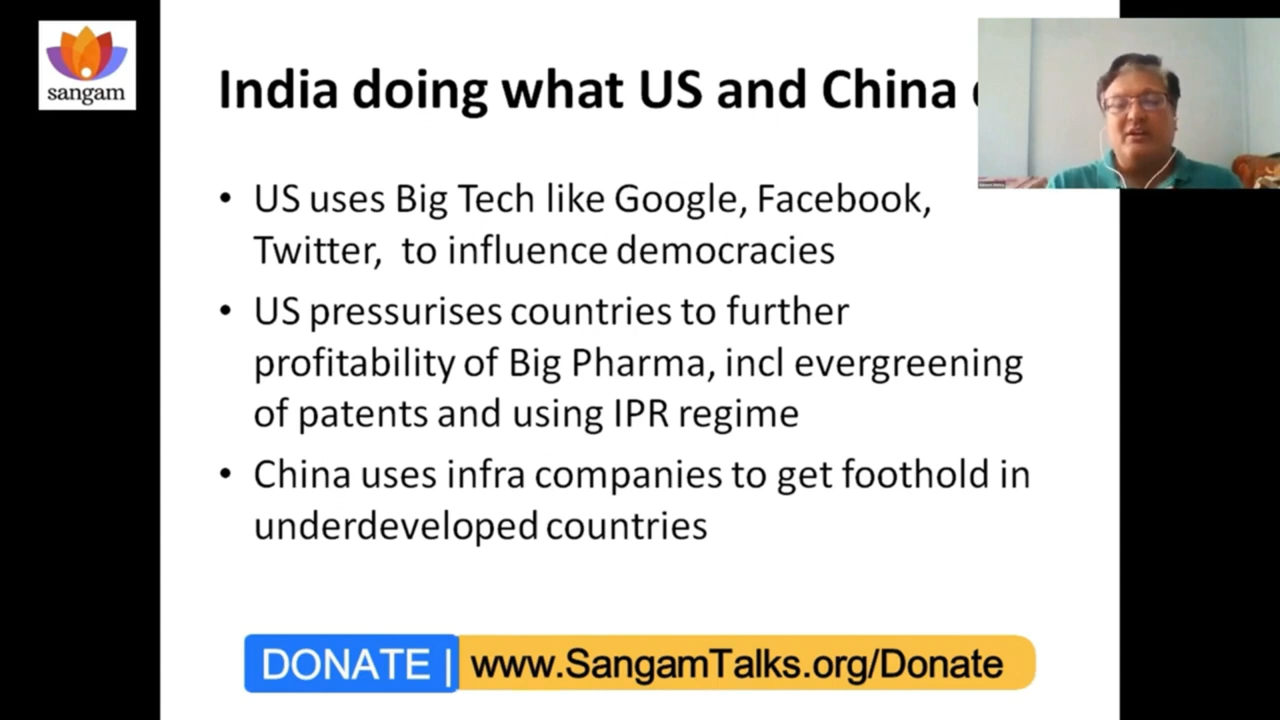 sangam
India doing what US and China
• US uses Big Tech like Google, Facebook,
Twitter, to influence democracies
• US pressurises countries to further
profitability of Big Pharma, incl evergreening
of patents and using IPR regime
• China uses infra companies to get foothold in
underdeveloped countries
DONATE | www.SangamTalks.org/Donate